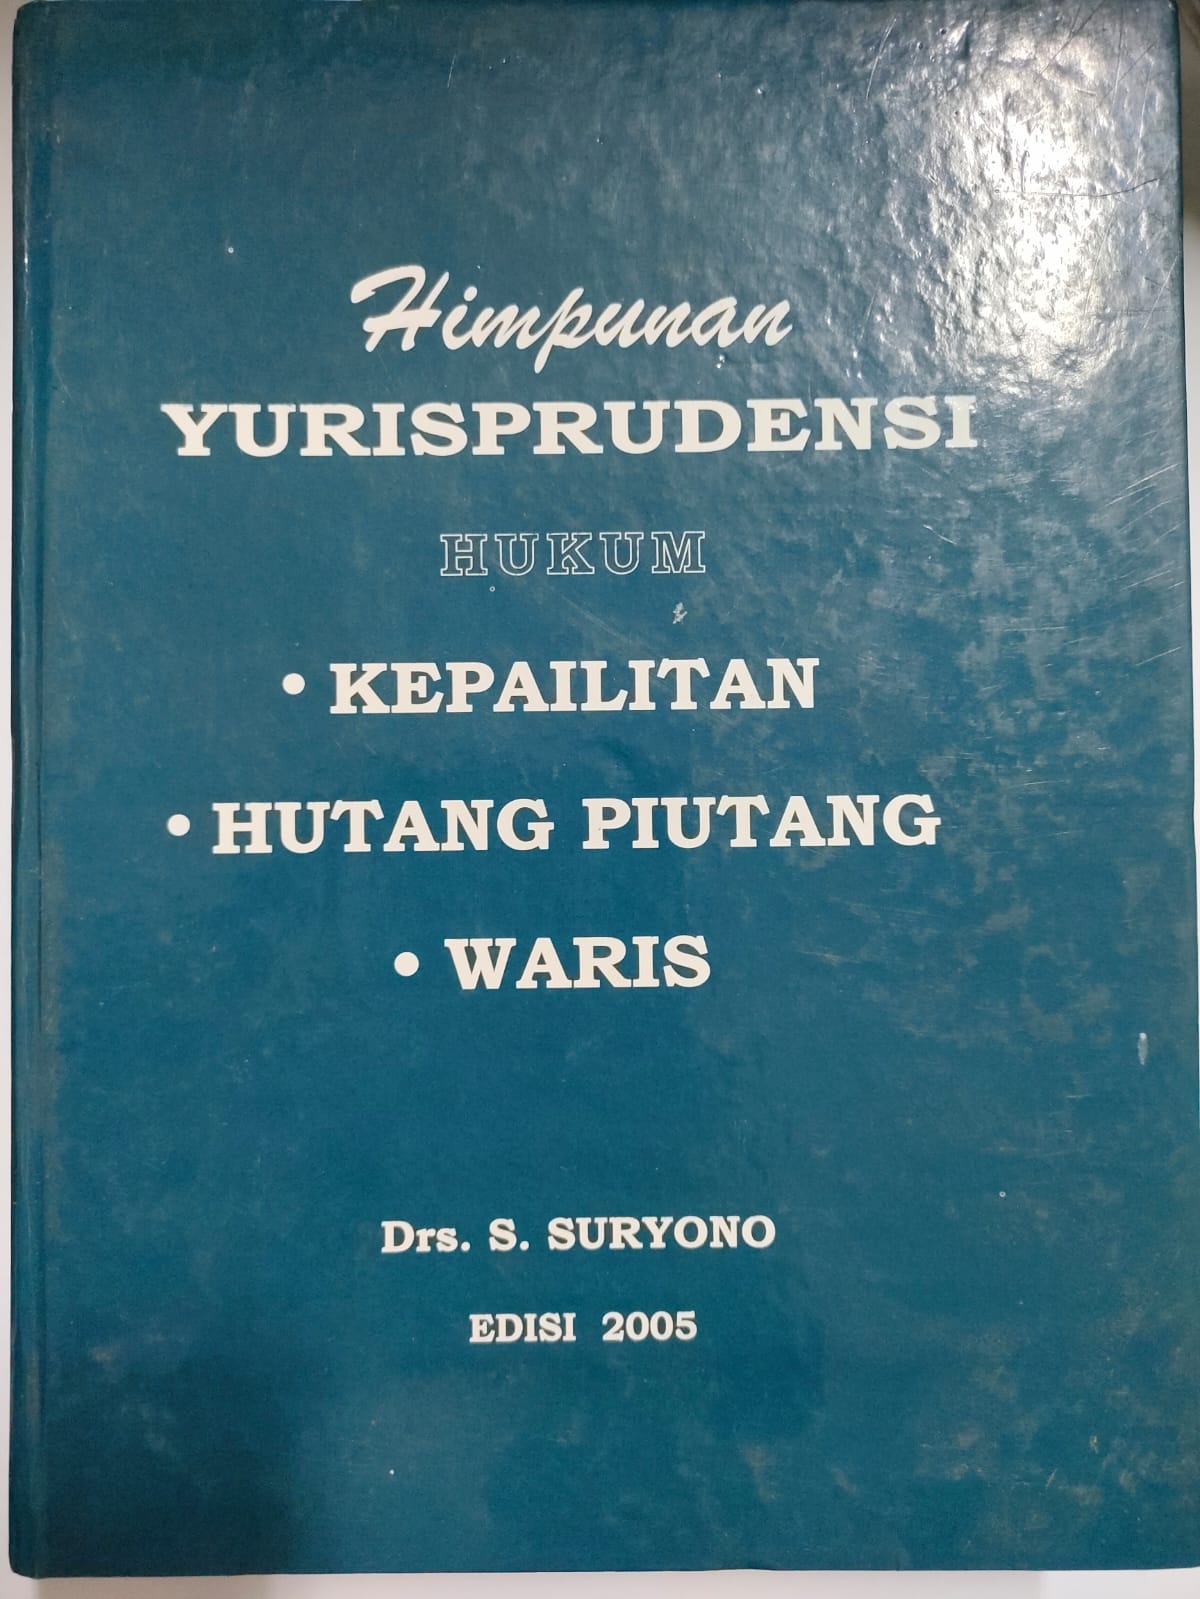 Himpunan
YURISPRUDENSI
HUKUM
• KEPAILITAN
• HUTANG PIUTANG
• WARIS
Drs. S. SURYONO
EDISI 2005